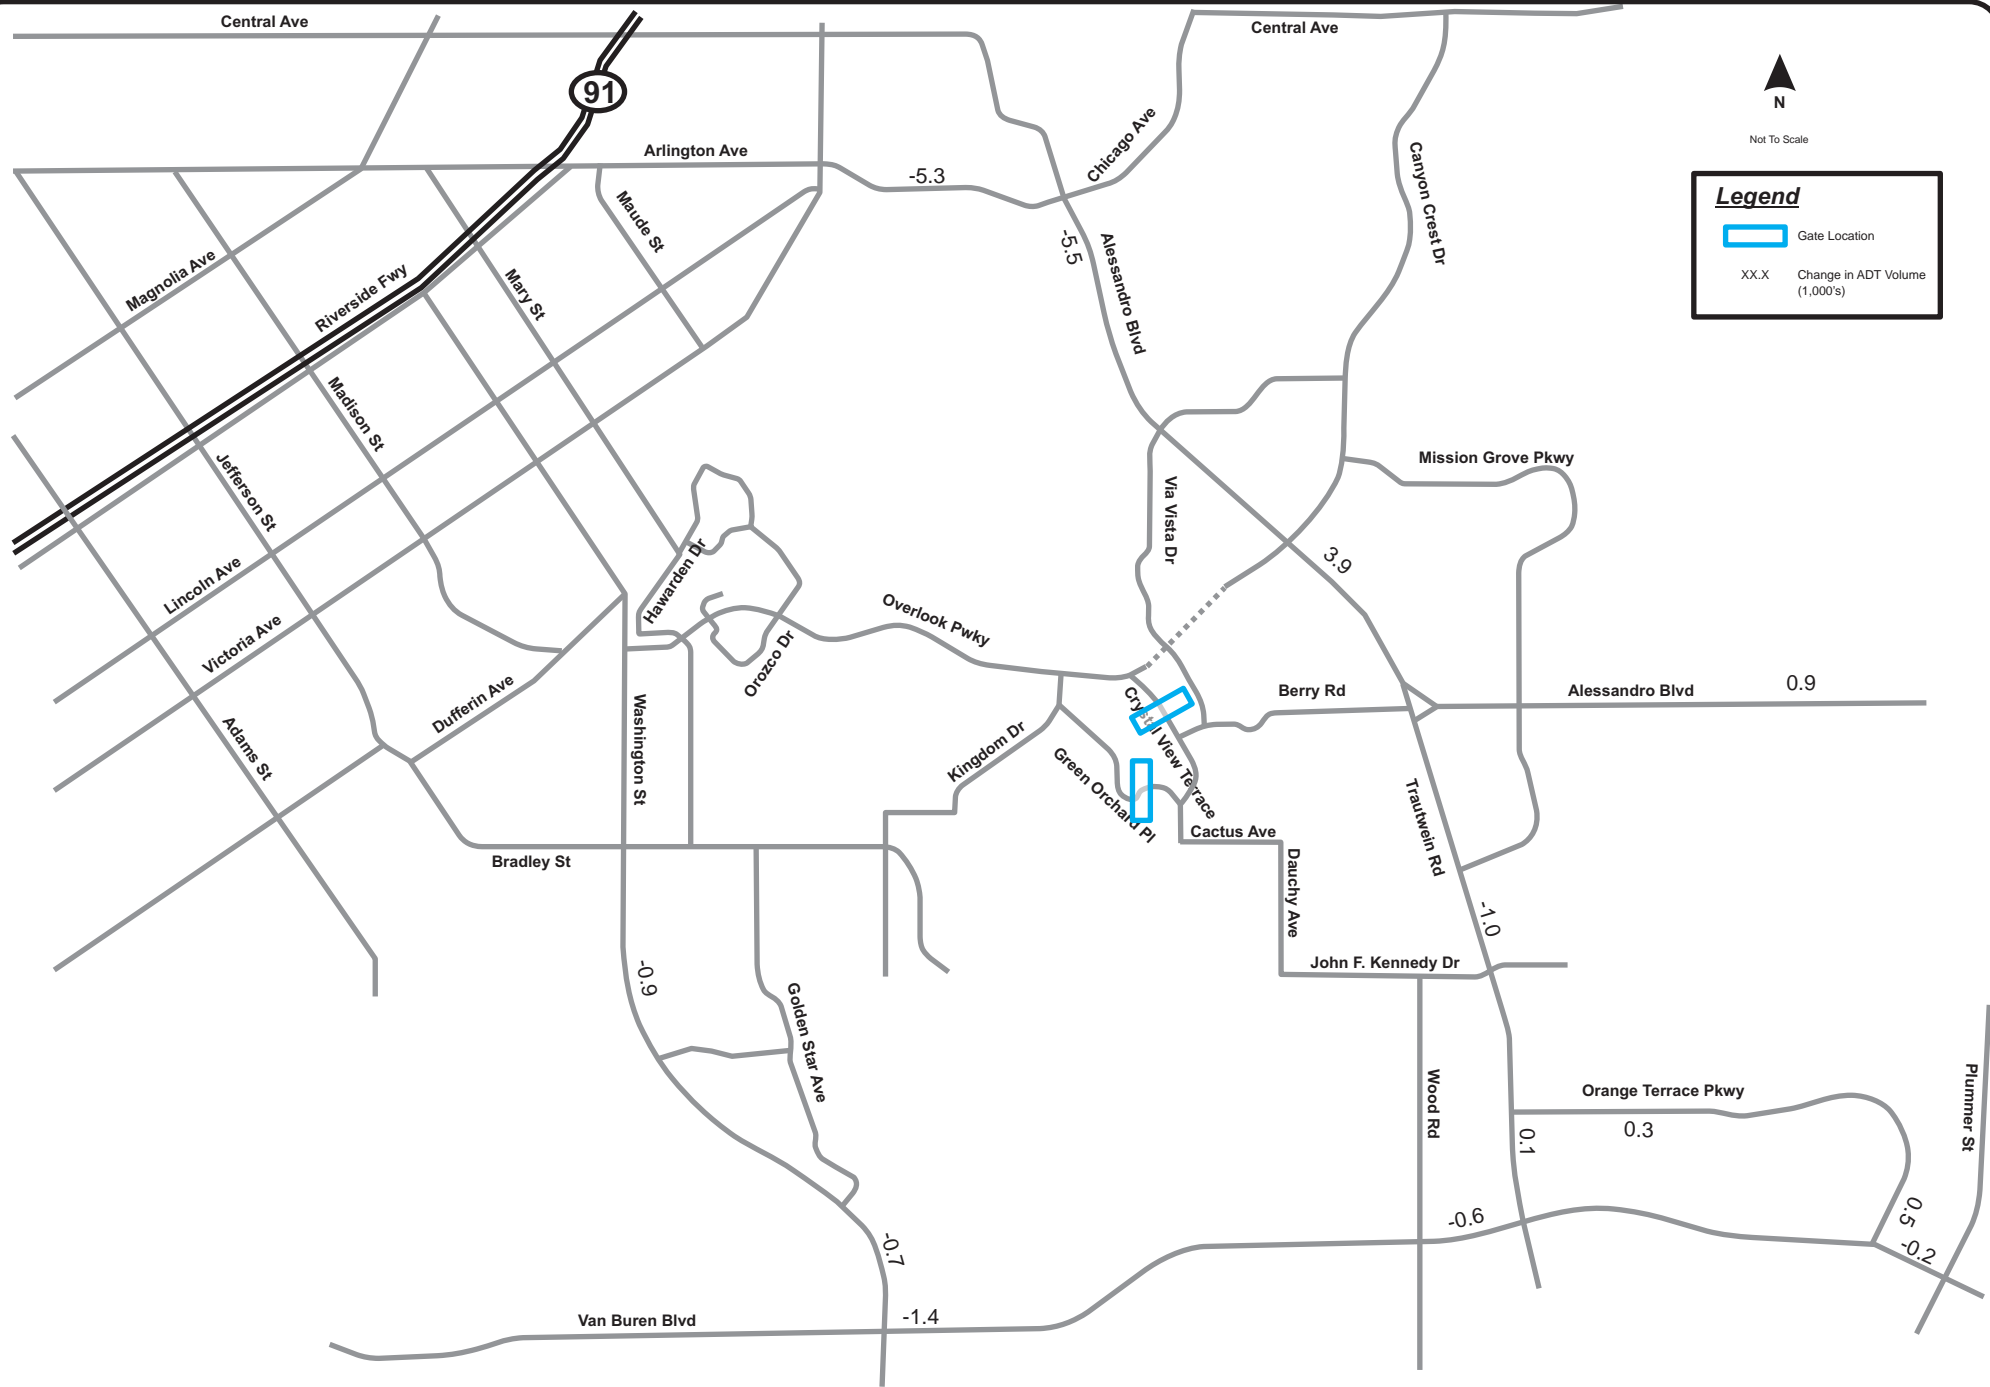 Central Ave
Central Ave
91
N
Not To Scale
Arlington Ave
-5.3
Chicago Ave
Canyon Crest Dr
Legend
Gate Location
XX.X Change in ADT Volume
(1,000's)
Maude St
-5.5
Alessandro Blvd
Magnolia Ave
Riverside Fwy
Mary St
Madison St
Jefferson St
Mission Grove Pkwy
Via Vista Dr
3.9
Lincoln Ave
Hawarden Dr
Victoria Ave
Overlook Pwky
Orozco Dr
Dufferin Ave
Washington St
Adams St
Berry Rd
Alessandro Blvd
0.9
Crystal View Terrace
Kingdom Dr
Green Orchard Pl
Trautwein Rd
Cactus Ave
Bradley St
Dauchy Ave
-1.0
John F. Kennedy Dr
-0.9
Golden Star Ave
Wood Rd
Orange Terrace Pkwy
0.3
0.1
Plummer St
-0.6
0.5
-0.2
-0.7
-1.4
Van Buren Blvd